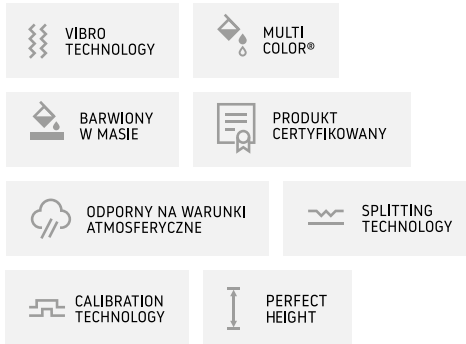 VIBRO
TECHNOLOGY
MULTI
COLOR®
BARWIONY
W MASIE
PRODUKT
CERTYFIKOWANY
ODPORNY NA WARUNKI
ATMOSFERYCZNE
SPLITTING
TECHNOLOGY
CALIBRATION
TECHNOLOGY
PERFECT
HEIGHT